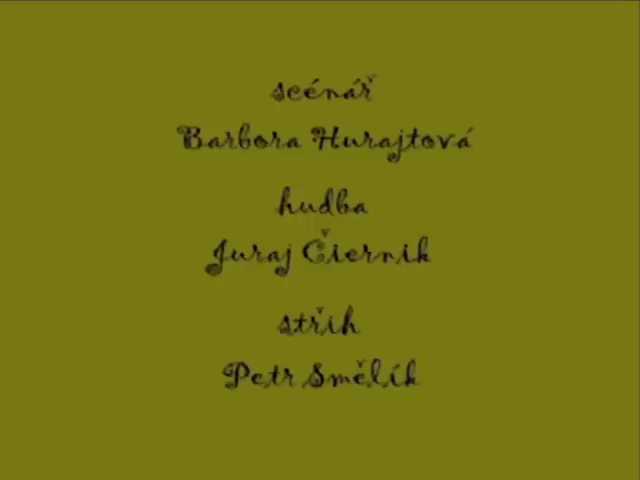 scénář
Barbora Hurajtová
hudba
Juraj Čiernik
střih
Petr Smělík